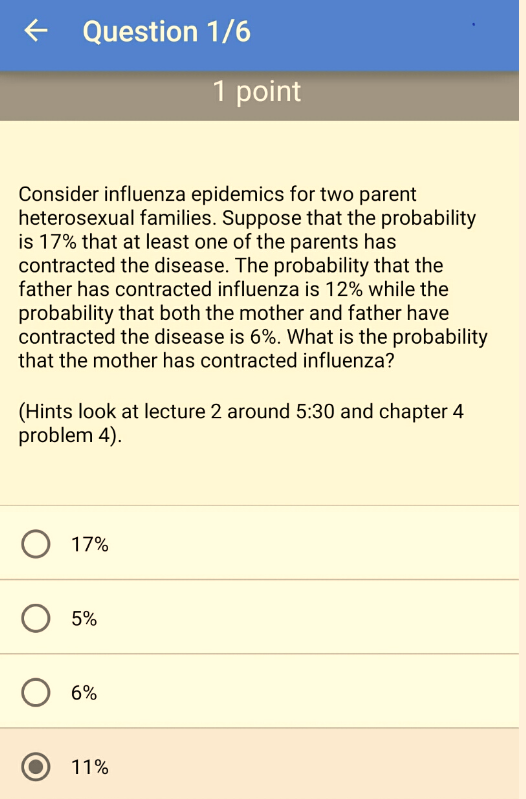 Question 1/6
1 point
Consider influenza epidemics for two parent
heterosexual families. Suppose that the probability
is 17% that at least one of the parents has
contracted the disease. The probability that the
father has contracted influenza is 12% while the
probability that both the mother and father have
contracted the disease is 6%. What is the probability
that the mother has contracted influenza?
(Hints look at lecture 2 around 5:30 and chapter 4
problem 4).
17%
5%
6%
11%